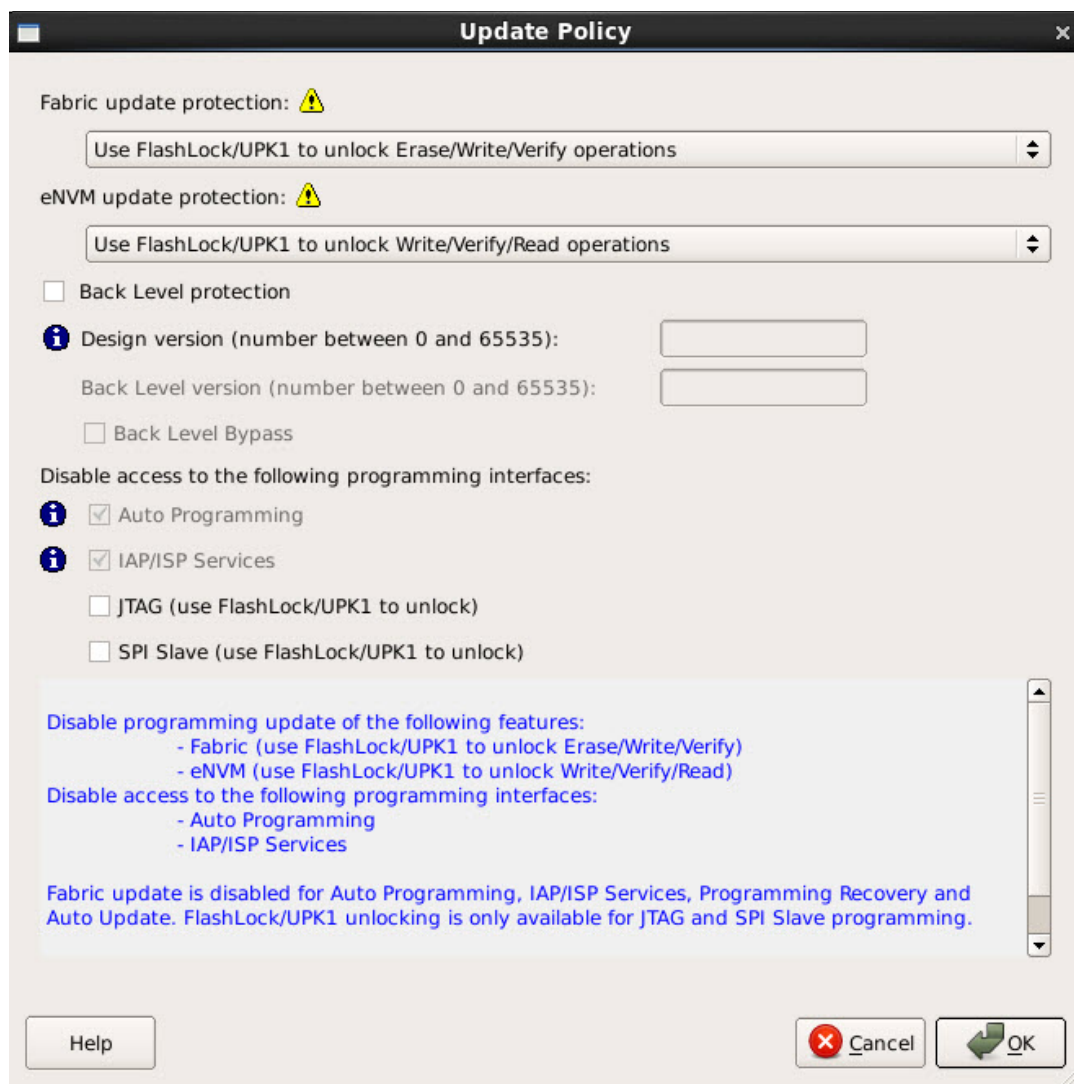 Update Policy
Fabric update protection:
Use FlashLock/UPK1 to unlock Erase/Write/Verify operations
eNVM update protection:
Use FlashLock/UPK1 to unlock Write/Verify/Read operations
Back Level protection
Design version (number between 0 and 65535):
Back Level version (number between 0 and 65535):
Back Level Bypass
Disable access to the following programming interfaces:
Auto Programming
IAP/ISP Services
JTAG (use FlashLock/UPK1 to unlock)
SPI Slave (use FlashLock/UPK1 to unlock)
Disable programming update of the following features:
- Fabric (use FlashLock/UPK1 to unlock Erase/Write/Verify)
- eNVM (use FlashLock/UPK1 to unlock Write/Verify/Read)
Disable access to the following programming interfaces:
- Auto Programming
- IAP/ISP Services
Fabric update is disabled for Auto Programming, IAP/ISP Services, Programming Recovery and
Auto Update. FlashLock/UPK1 unlocking is only available for JTAG and SPI Slave programming.
Help
Cancel
OK